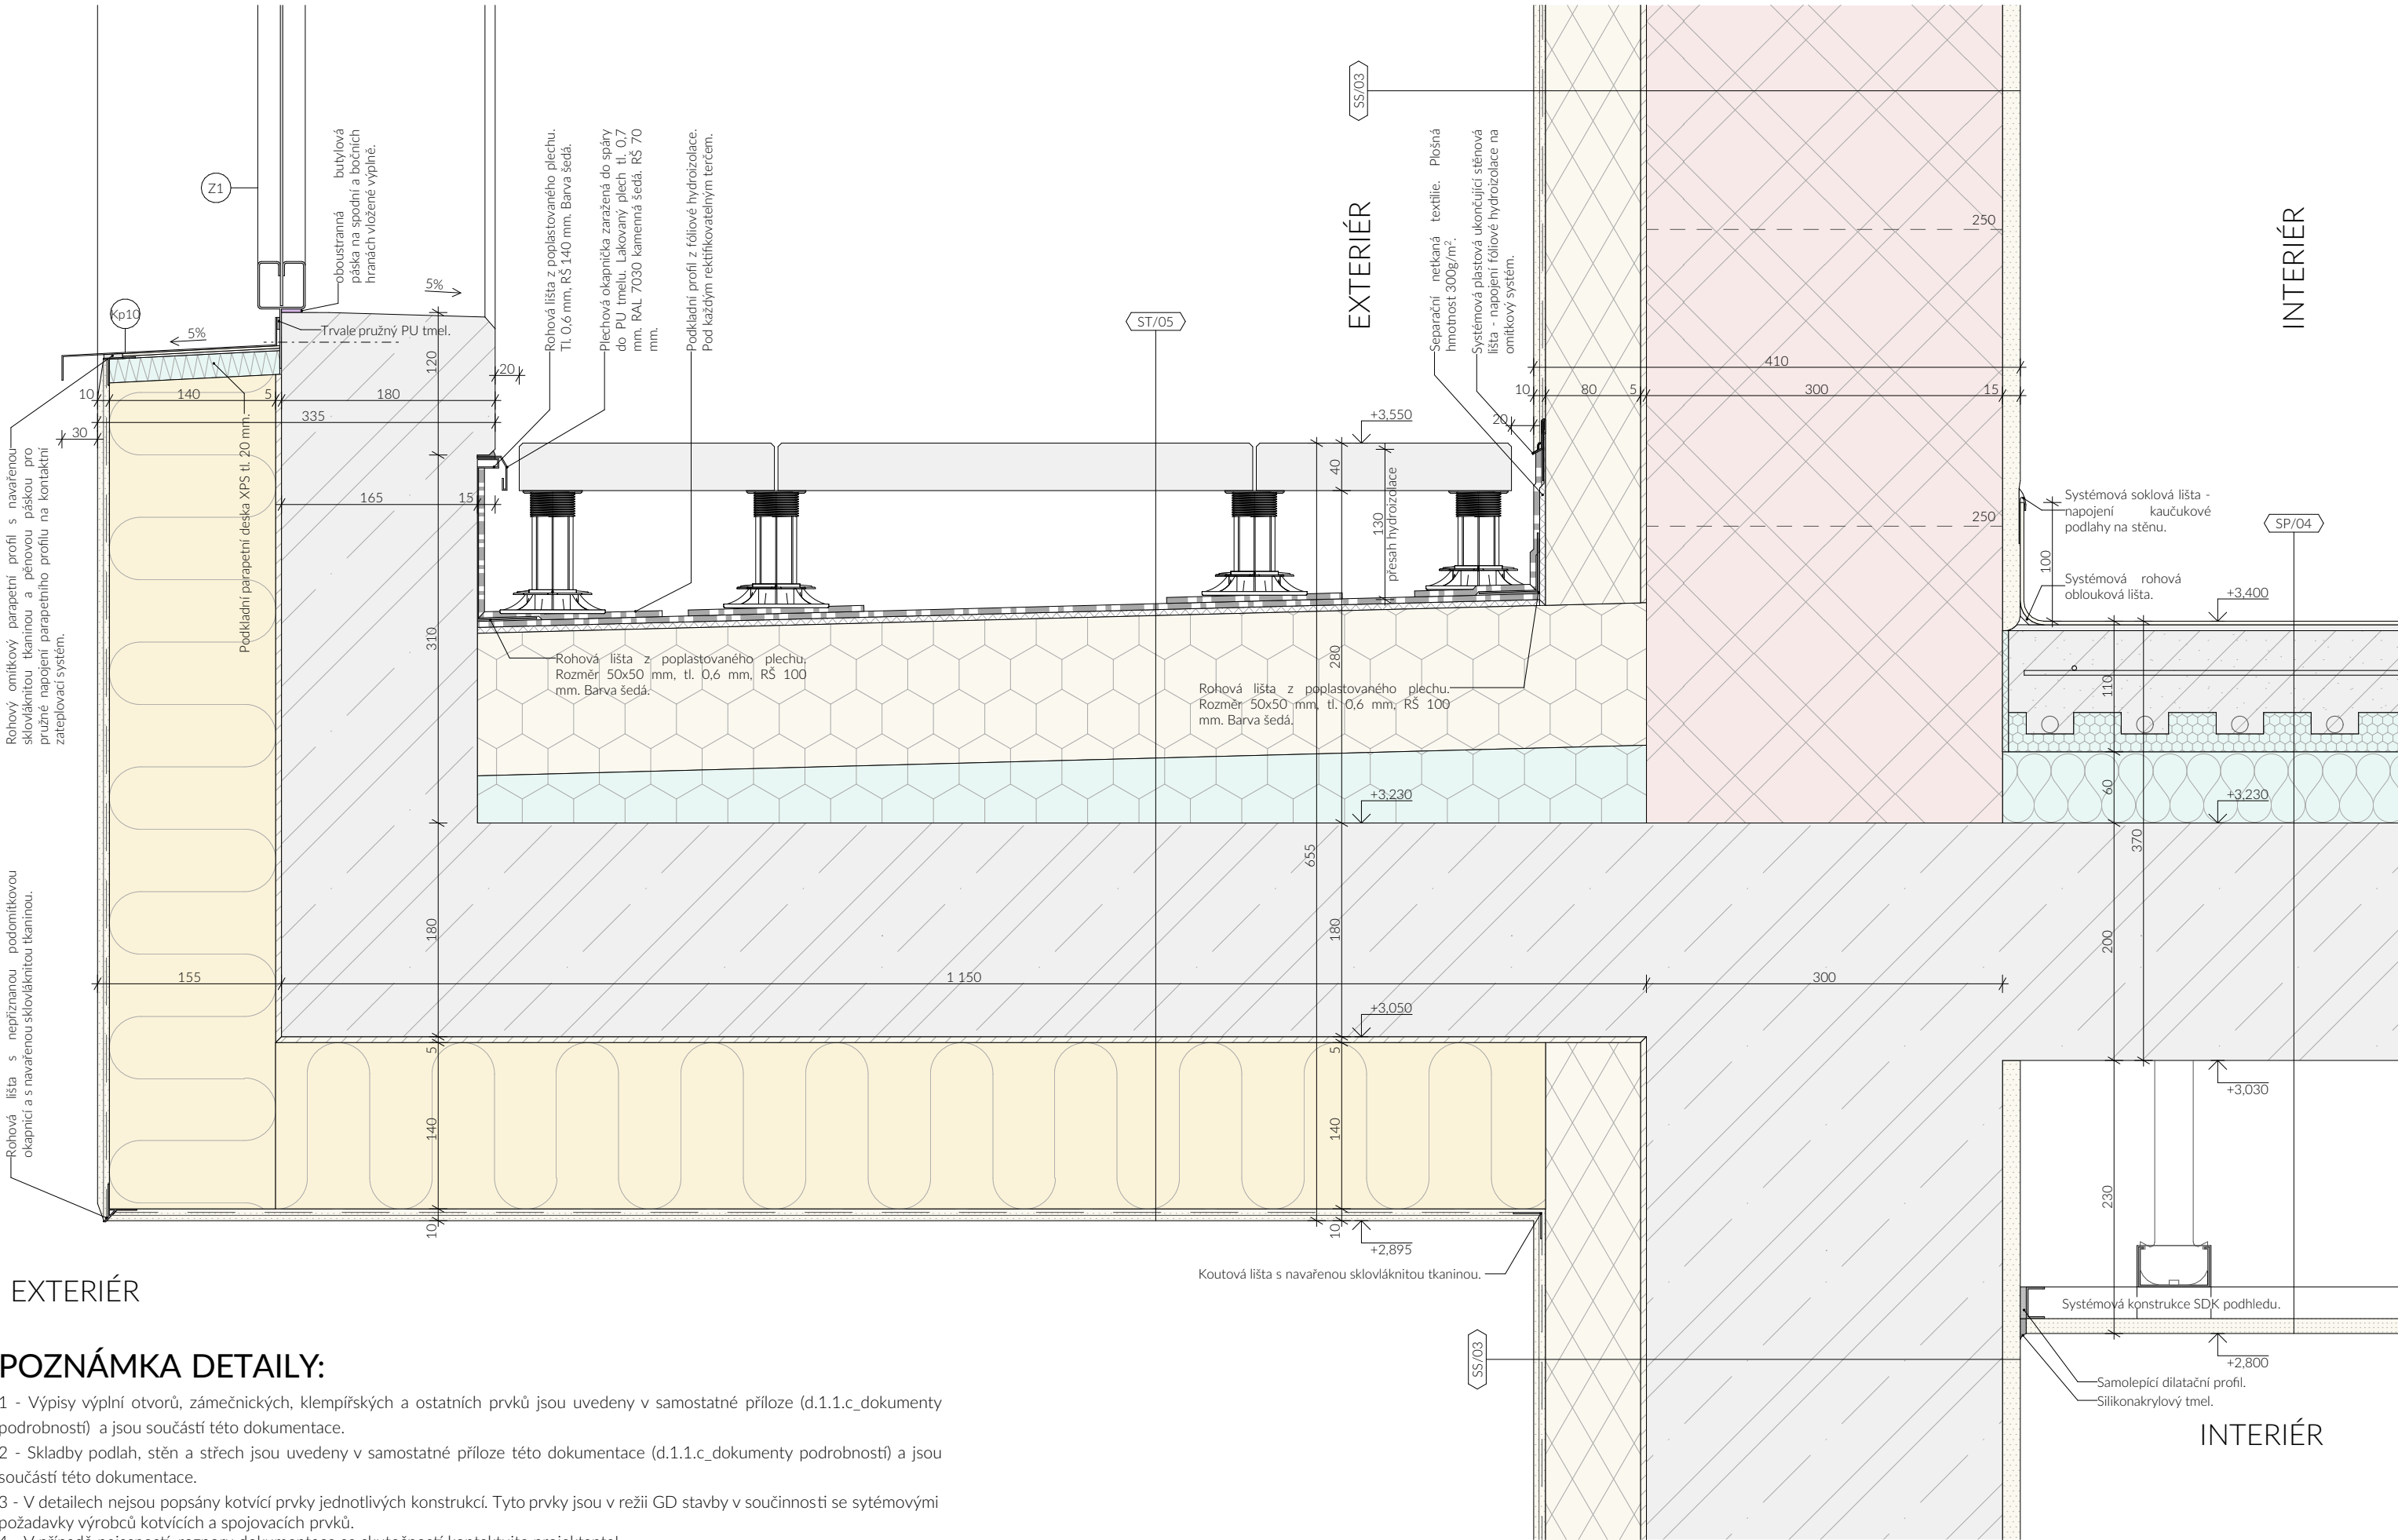 SS/03
Z1
oboustranná butylová
páska na spodní a bočních
hranách vložené výplně.
Rohová lišta z poplastovaného plechu.
Tl. 0,6 mm, RŠ 140 mm. Barva šedá.
Plechová okapnička zaražená do spáry
do PU tmelu. Lakovaný plech tl. 0,7
mm. RAL 7030 kamenná šedá. RŠ 70
mm.
Podkladní profil z fóliové hydroizolace.
Pod každým rektifikovatelným terčem.
Separační netkaná textilie. Plošná
hmotnost 300g/m².
Systémová plastová ukončující stěnová
lišta - napojení fóliové hydroizolace na
omítkový systém.
EXTERIÉR
INTERIÉR
250
5%
Kp10
5%
Trvale pružný PU tmel.
ST/05
120
20
410
10
140
5
180
10
80
5
300
15
335
30
+3,550
20
Rohový omítkový parapetní profil s navařenou
sklovláknitou tkaninou a pěnovou páskou pro
pružné napojení parapetního profilu na kontaktní
zateplovací systém.
Podkladní parapetní deska XPS tl. 20 mm.
40
165
15
130
přesah hydroizolace
250
Systémová soklová lišta -
napojení kaučukové
podlahy na stěnu.
SP/04
100
Systémová rohová
oblouková lišta.
+3,400
310
280
Rohová lišta z poplastovaného plechu.
Rozměr 50x50 mm, tl. 0,6 mm, RŠ 100
mm. Barva šedá.
Rohová lišta z poplastovaného plechu.
Rozměr 50x50 mm, tl. 0,6 mm, RŠ 100
mm. Barva šedá.
110
60
+3,230
+3,230
370
655
Rohová lišta s nepřiznanou podomítkovou
okapnicí a s navařenou sklovláknitou tkaninou.
180
180
200
155
1 150
300
+3,050
5
5
+3,030
140
140
230
10
10
+2,895
Koutová lišta s navařenou sklovláknitou tkaninou.
EXTERIÉR
Systémová konstrukce SDK podhledu.
SS/03
+2,800
Samolepící dilatační profil.
Silikonakrylový tmel.
INTERIÉR
POZNÁMKA DETAILY:
1 - Výpisy výplní otvorů, zámečnických, klempířských a ostatních prvků jsou uvedeny v samostatné příloze (d.1.1.c_dokumenty
podrobností) a jsou součástí této dokumentace.
2 - Skladby podlah, stěn a střech jsou uvedeny v samostatné příloze této dokumentace (d.1.1.c_dokumenty podrobností) a jsou
součástí této dokumentace.
3 - V detailech nejsou popsány kotvící prvky jednotlivých konstrukcí. Tyto prvky jsou v režii GD stavby v součinnosti se sytémovými
požadavky výrobců kotvících a spojovacích prvků.